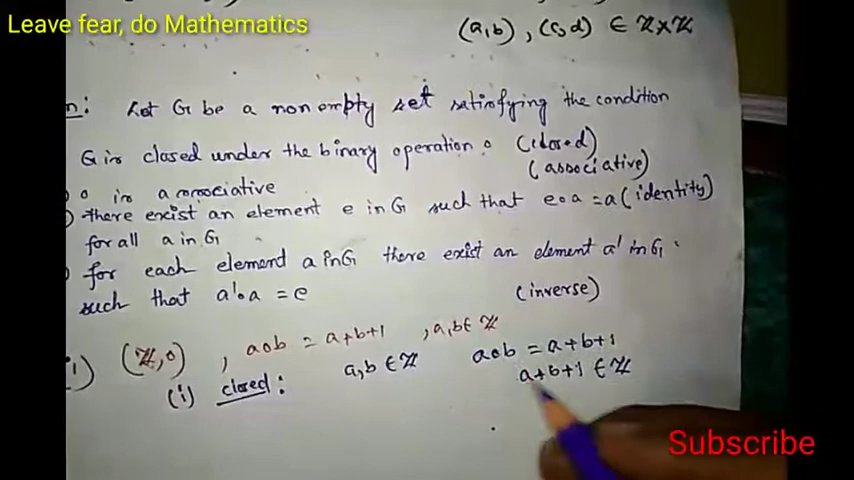 Leave fear, do Mathematics
(a,b), (c,d) ∈ ℤ×ℤ
n: Let G be a nonempty set satisfying the condition
G is closed under the binary operation ∘ (closed)
∘ is associative (associative)
) there exist an element e in G such that e∘a = a (identity)
for all a in G
) for each element a in G there exist an element a' in G
such that a'∘a = e (inverse)
i) (ℤ,∘), a∘b = a+b+1, a,b∈ ℤ
(i) closed: a,b ∈ ℤ a∘b = a+b+1
a+b+1 ∈ ℤ
Subscribe